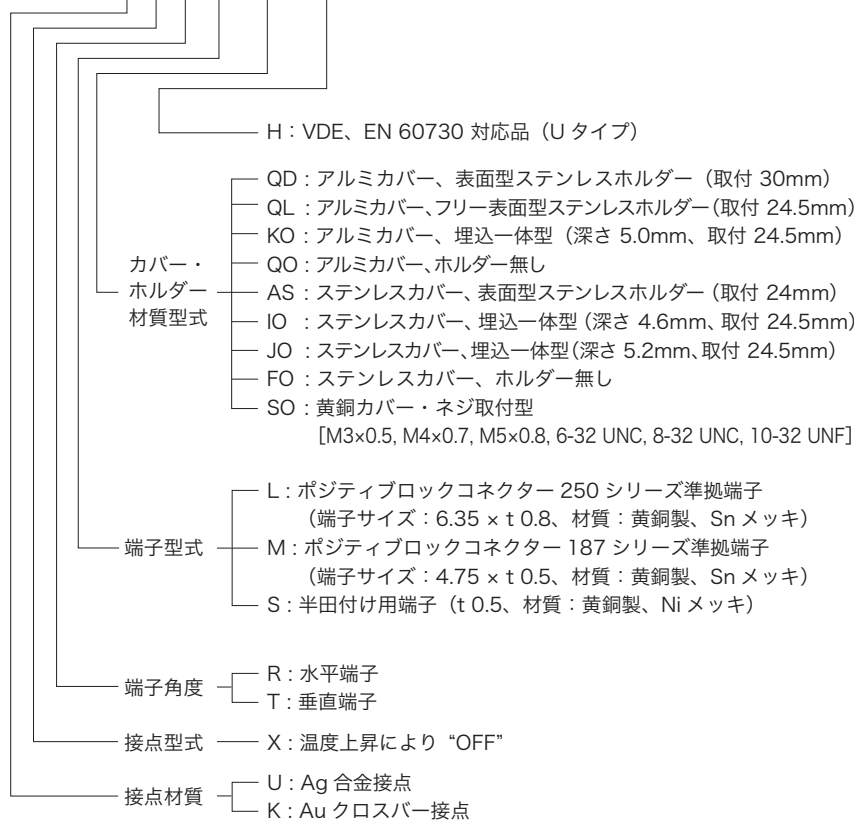 H：VDE、EN 60730 対応品（U タイプ）
カバー・
ホルダー
材質型式
QD : アルミカバー、表面型ステンレスホルダー（取付 30mm）
QL : アルミカバー、フリー表面型ステンレスホルダー（取付 24.5mm）
KO : アルミカバー、埋込一体型（深さ 5.0mm、取付 24.5mm）
QO : アルミカバー、ホルダー無し
AS : ステンレスカバー、表面型ステンレスホルダー（取付 24mm）
IO : ステンレスカバー、埋込一体型（深さ 4.6mm、取付 24.5mm）
JO : ステンレスカバー、埋込一体型（深さ 5.2mm、取付 24.5mm）
FO : ステンレスカバー、ホルダー無し
SO : 黄銅カバー・ネジ取付型
［M3×0.5, M4×0.7, M5×0.8, 6-32 UNC, 8-32 UNC, 10-32 UNF］
端子型式
L : ポジティブロックコネクター 250 シリーズ準拠端子
（端子サイズ：6.35 × t 0.8、材質：黄銅製、Sn メッキ）
M : ポジティブロックコネクター 187 シリーズ準拠端子
（端子サイズ：4.75 × t 0.5、材質：黄銅製、Sn メッキ）
S : 半田付け用端子（t 0.5、材質：黄銅製、Ni メッキ）
端子角度
R : 水平端子
T : 垂直端子
接点型式
X : 温度上昇により “OFF”
接点材質
U : Ag 合金接点
K : Au クロスバー接点